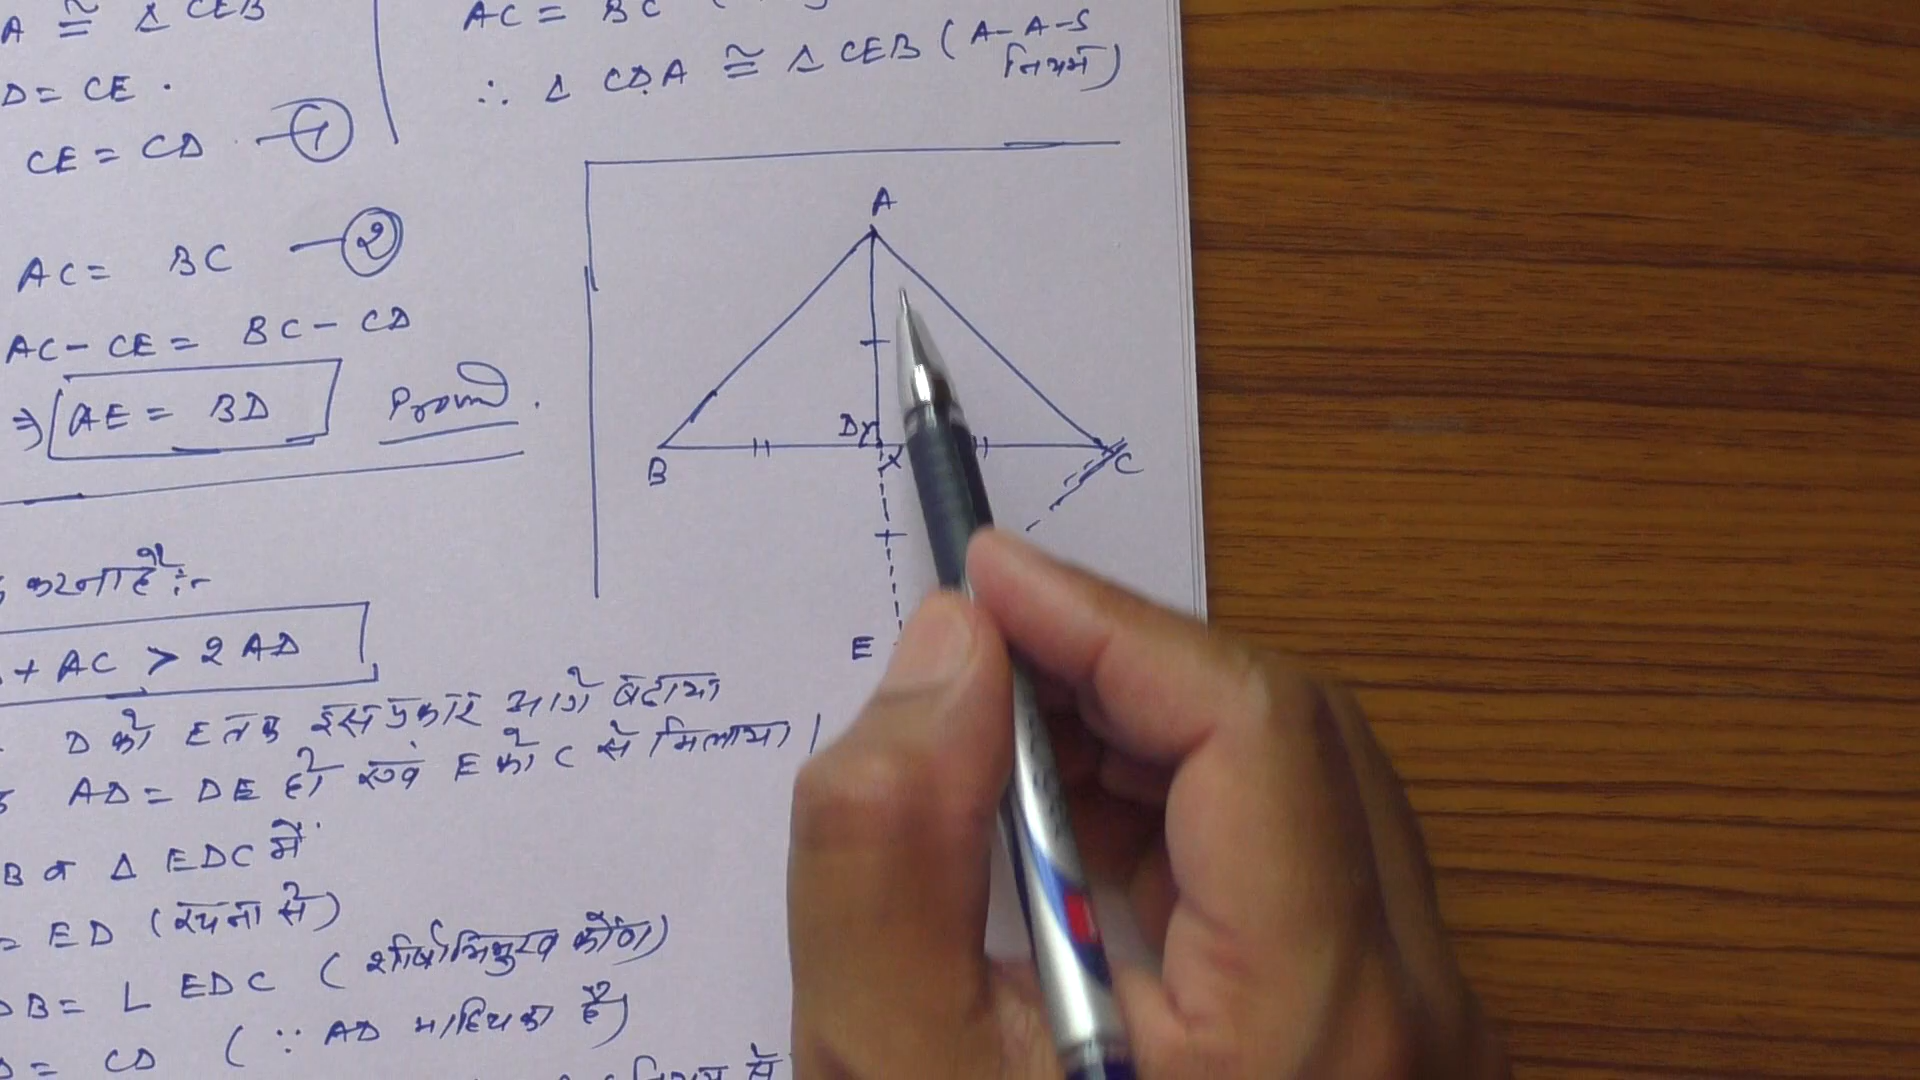 A ≅ Δ CEB
D = CE .
CE = CD — 1
AC = BC — 2
AC - CE = BC - CD
⇒ AE = BD Proved .
AC = BC
∴ Δ CDA ≅ Δ CEB ( A-A-S
नियम )
A
B
D
C
E
करना है :-
+ AC > 2 AD
D को E तक इस प्रकार आगे बढ़ाया
AD = DE हो एवं E को C से मिलाया ।
B व Δ EDC में
= ED ( रचना से )
DB = ∠ EDC ( शीर्षाभिमुख कोण )
D = CD ( ∵ AD माध्यिका है )
नियम से